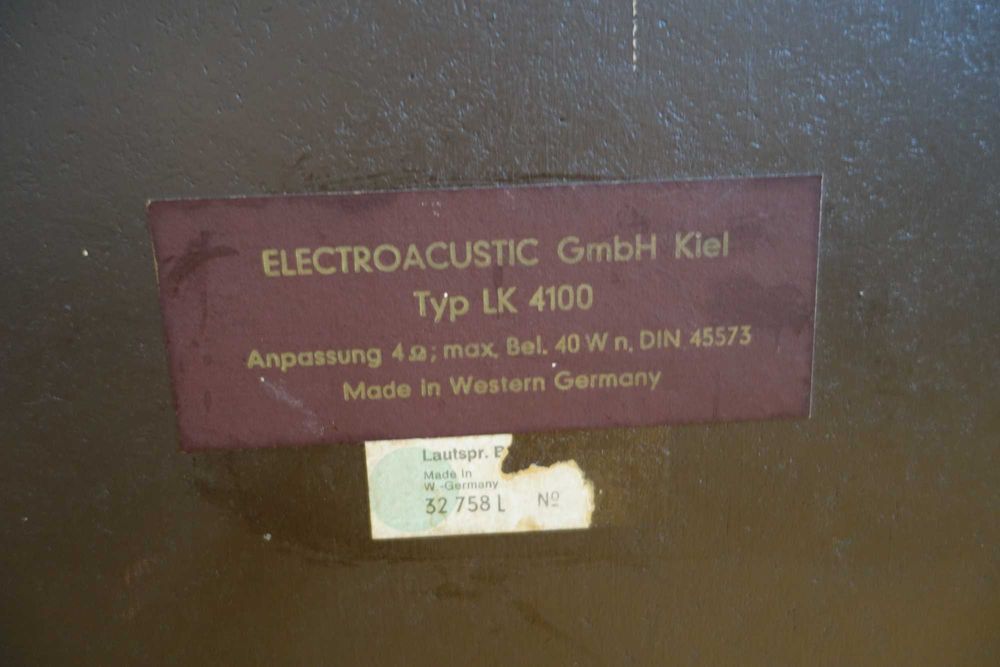 ELECTROACUSTIC GmbH Kiel
Typ LK 4100
Anpassung 4Ω; max. Bel. 40 W n. DIN 45573
Made in Western Germany
Lautspr.
Made in
W.-Germany
32 758 L Nº